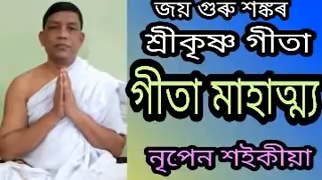 জয় গুৰু শঙ্কৰ
শ্রীকৃষ্ণ গীতা
গীতা মাহাত্ম্য
নৃপেন শইকীয়া